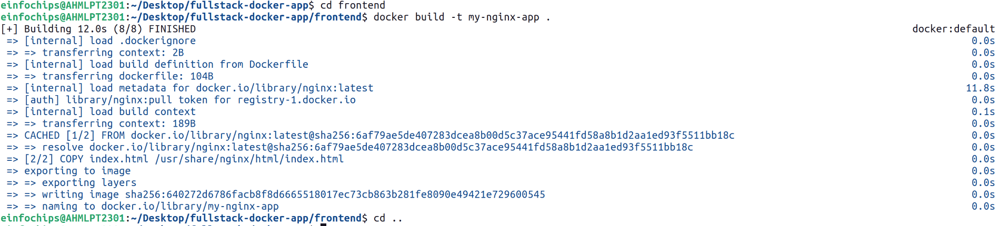 einfochips@AHMLPT2301:~/Desktop/fullstack-docker-app$ cd frontend
einfochips@AHMLPT2301:~/Desktop/fullstack-docker-app/frontend$ docker build -t my-nginx-app .
[+] Building 12.0s (8/8) FINISHED docker:default
=> [internal] load .dockerignore 0.0s
=> => transferring context: 2B 0.0s
=> [internal] load build definition from Dockerfile 0.0s
=> => transferring dockerfile: 104B 0.0s
=> [internal] load metadata for docker.io/library/nginx:latest 11.8s
=> [auth] library/nginx:pull token for registry-1.docker.io 0.0s
=> [internal] load build context 0.1s
=> => transferring context: 189B 0.0s
=> CACHED [1/2] FROM docker.io/library/nginx:latest@sha256:6af79ae5de407283dcea8b00d5c37ace95441fd58a8b1d2aa1ed93f5511bb18c 0.0s
=> => resolve docker.io/library/nginx:latest@sha256:6af79ae5de407283dcea8b00d5c37ace95441fd58a8b1d2aa1ed93f5511bb18c 0.0s
=> [2/2] COPY index.html /usr/share/nginx/html/index.html 0.0s
=> exporting to image 0.0s
=> => exporting layers 0.0s
=> => writing image sha256:640272d6786facb8f8d6665518017ec73cb863b281fe8090e49421e729600545 0.0s
=> => naming to docker.io/library/my-nginx-app 0.0s
einfochips@AHMLPT2301:~/Desktop/fullstack-docker-app/frontend$ cd ..